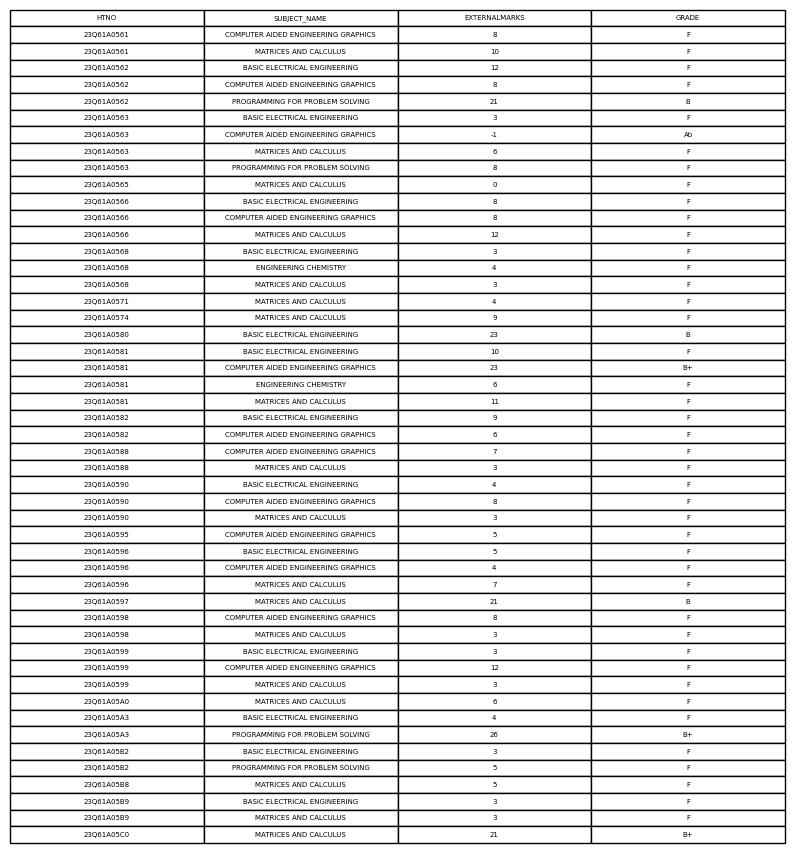 HTNO SUBJECT_NAME EXTERNALMARKS GRADE
23Q61A0561 COMPUTER AIDED ENGINEERING GRAPHICS 8 F
23Q61A0561 MATRICES AND CALCULUS 10 F
23Q61A0562 BASIC ELECTRICAL ENGINEERING 12 F
23Q61A0562 COMPUTER AIDED ENGINEERING GRAPHICS 8 F
23Q61A0562 PROGRAMMING FOR PROBLEM SOLVING 21 B
23Q61A0563 BASIC ELECTRICAL ENGINEERING 3 F
23Q61A0563 COMPUTER AIDED ENGINEERING GRAPHICS -1 Ab
23Q61A0563 MATRICES AND CALCULUS 6 F
23Q61A0563 PROGRAMMING FOR PROBLEM SOLVING 8 F
23Q61A0565 MATRICES AND CALCULUS 0 F
23Q61A0566 BASIC ELECTRICAL ENGINEERING 8 F
23Q61A0566 COMPUTER AIDED ENGINEERING GRAPHICS 8 F
23Q61A0566 MATRICES AND CALCULUS 12 F
23Q61A0568 BASIC ELECTRICAL ENGINEERING 3 F
23Q61A0568 ENGINEERING CHEMISTRY 4 F
23Q61A0568 MATRICES AND CALCULUS 3 F
23Q61A0571 MATRICES AND CALCULUS 4 F
23Q61A0574 MATRICES AND CALCULUS 9 F
23Q61A0580 BASIC ELECTRICAL ENGINEERING 23 B
23Q61A0581 BASIC ELECTRICAL ENGINEERING 10 F
23Q61A0581 COMPUTER AIDED ENGINEERING GRAPHICS 23 B+
23Q61A0581 ENGINEERING CHEMISTRY 6 F
23Q61A0581 MATRICES AND CALCULUS 11 F
23Q61A0582 BASIC ELECTRICAL ENGINEERING 9 F
23Q61A0582 COMPUTER AIDED ENGINEERING GRAPHICS 6 F
23Q61A0588 COMPUTER AIDED ENGINEERING GRAPHICS 7 F
23Q61A0588 MATRICES AND CALCULUS 3 F
23Q61A0590 BASIC ELECTRICAL ENGINEERING 4 F
23Q61A0590 COMPUTER AIDED ENGINEERING GRAPHICS 8 F
23Q61A0590 MATRICES AND CALCULUS 3 F
23Q61A0595 COMPUTER AIDED ENGINEERING GRAPHICS 5 F
23Q61A0596 BASIC ELECTRICAL ENGINEERING 5 F
23Q61A0596 COMPUTER AIDED ENGINEERING GRAPHICS 4 F
23Q61A0596 MATRICES AND CALCULUS 7 F
23Q61A0597 MATRICES AND CALCULUS 21 B
23Q61A0598 COMPUTER AIDED ENGINEERING GRAPHICS 8 F
23Q61A0598 MATRICES AND CALCULUS 3 F
23Q61A0599 BASIC ELECTRICAL ENGINEERING 3 F
23Q61A0599 COMPUTER AIDED ENGINEERING GRAPHICS 12 F
23Q61A0599 MATRICES AND CALCULUS 3 F
23Q61A05A0 MATRICES AND CALCULUS 6 F
23Q61A05A3 BASIC ELECTRICAL ENGINEERING 4 F
23Q61A05A3 PROGRAMMING FOR PROBLEM SOLVING 26 B+
23Q61A05B2 BASIC ELECTRICAL ENGINEERING 3 F
23Q61A05B2 PROGRAMMING FOR PROBLEM SOLVING 5 F
23Q61A05B8 MATRICES AND CALCULUS 5 F
23Q61A05B9 BASIC ELECTRICAL ENGINEERING 3 F
23Q61A05B9 MATRICES AND CALCULUS 3 F
23Q61A05C0 MATRICES AND CALCULUS 21 B+